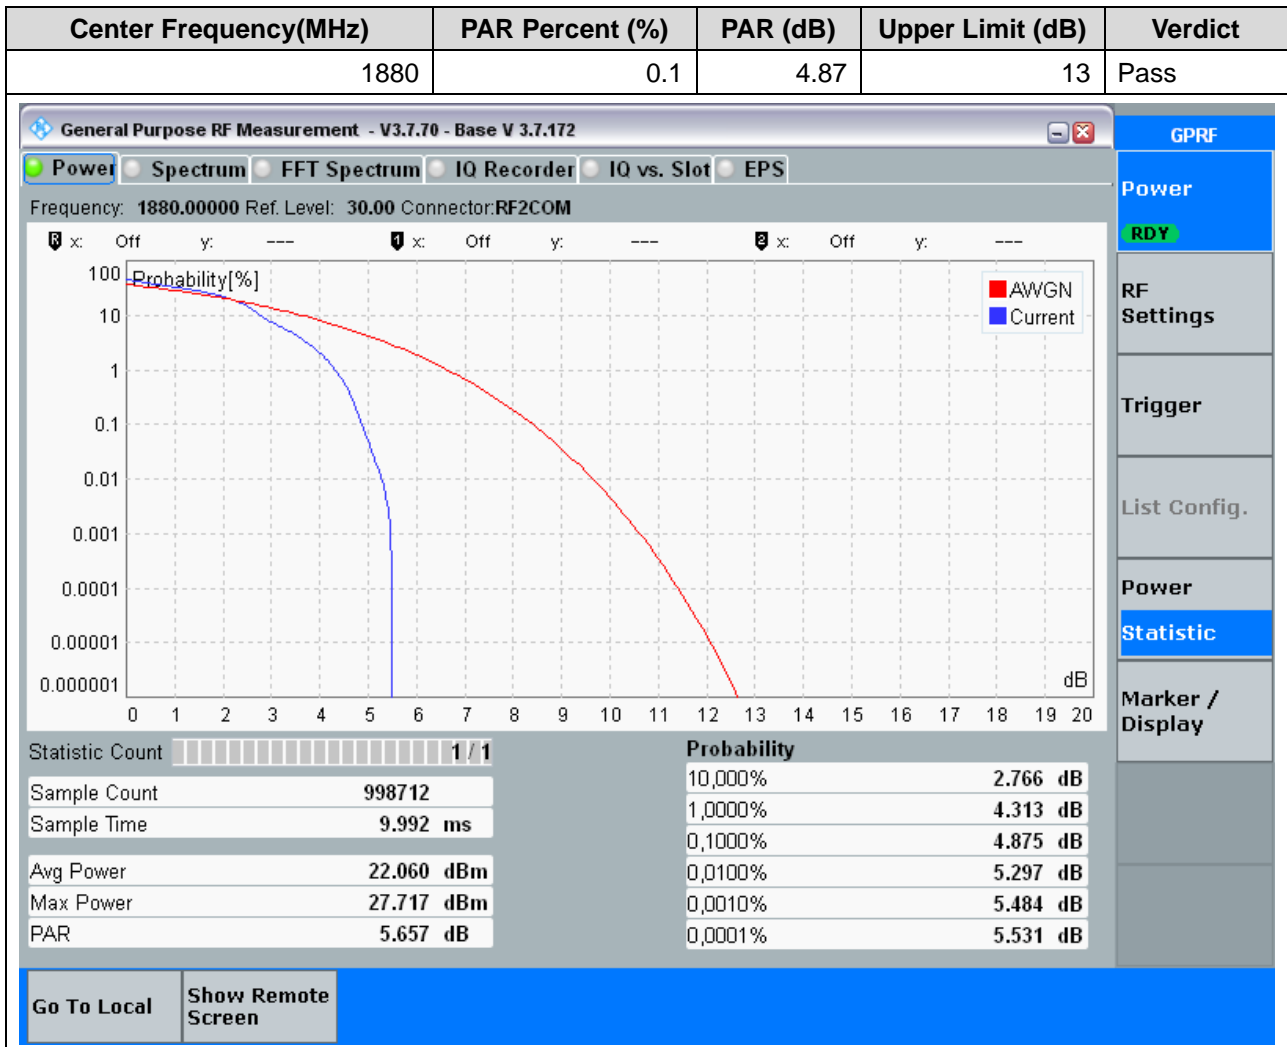 Center Frequency(MHz) PAR Percent (%) PAR (dB) Upper Limit (dB) Verdict
1880 0.1 4.87 13 Pass
General Purpose RF Measurement - V3.7.70 - Base V 3.7.172
GPRF
Power Spectrum FFT Spectrum IQ Recorder IQ vs. Slot EPS
Frequency: 1880.00000 Ref. Level: 30.00 Connector:RF2COM
R x: Off y: --- 1 x: Off y: --- 2 x: Off y: ---
Power
RDY
RF
Settings
Trigger
List Config.
Power
Statistic
Marker /
Display
Probability[%]
AWGN
Current
100
10
1
0.1
0.01
0.001
0.0001
0.00001
0.000001
dB
0 1 2 3 4 5 6 7 8 9 10 11 12 13 14 15 16 17 18 19 20
Statistic Count 1 / 1
Sample Count 998712
Sample Time 9.992 ms
Avg Power 22.060 dBm
Max Power 27.717 dBm
PAR 5.657 dB
Probability
10,000% 2.766 dB
1,0000% 4.313 dB
0,1000% 4.875 dB
0,0100% 5.297 dB
0,0010% 5.484 dB
0,0001% 5.531 dB
Go To Local
Show Remote
Screen